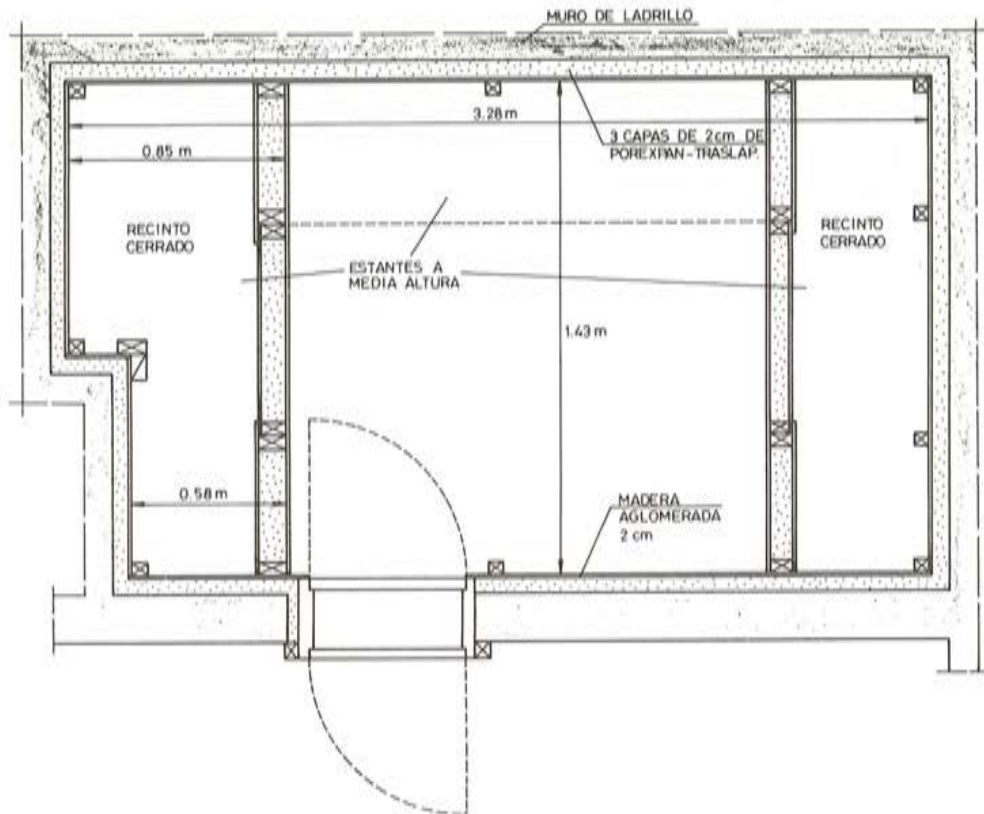 MURO DE LADRILLO
3.28 m
3 CAPAS DE 2cm DE
POREXPAN-TRASLAP.
0.85 m
RECINTO
CERRADO
RECINTO
CERRADO
ESTANTES A
MEDIA ALTURA
1.43 m
0.58 m
MADERA
AGLOMERADA
2 cm